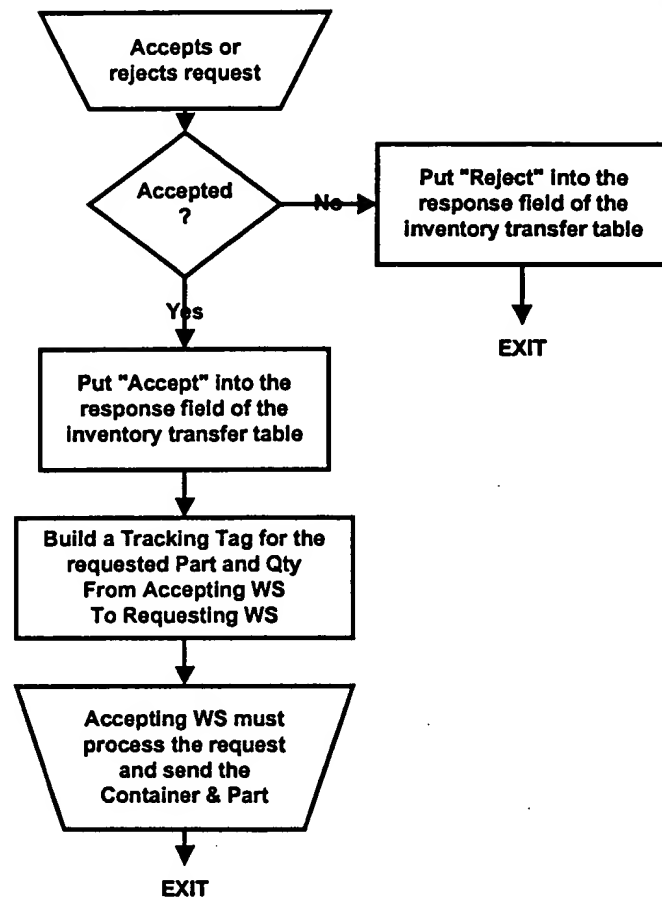 Accepts or
rejects request
Accepted
?
No
Put "Reject" into the
response field of the
inventory transfer table
EXIT
Yes
Put "Accept" into the
response field of the
inventory transfer table
Build a Tracking Tag for the
requested Part and Qty
From Accepting WS
To Requesting WS
Accepting WS must
process the request
and send the
Container & Part
EXIT